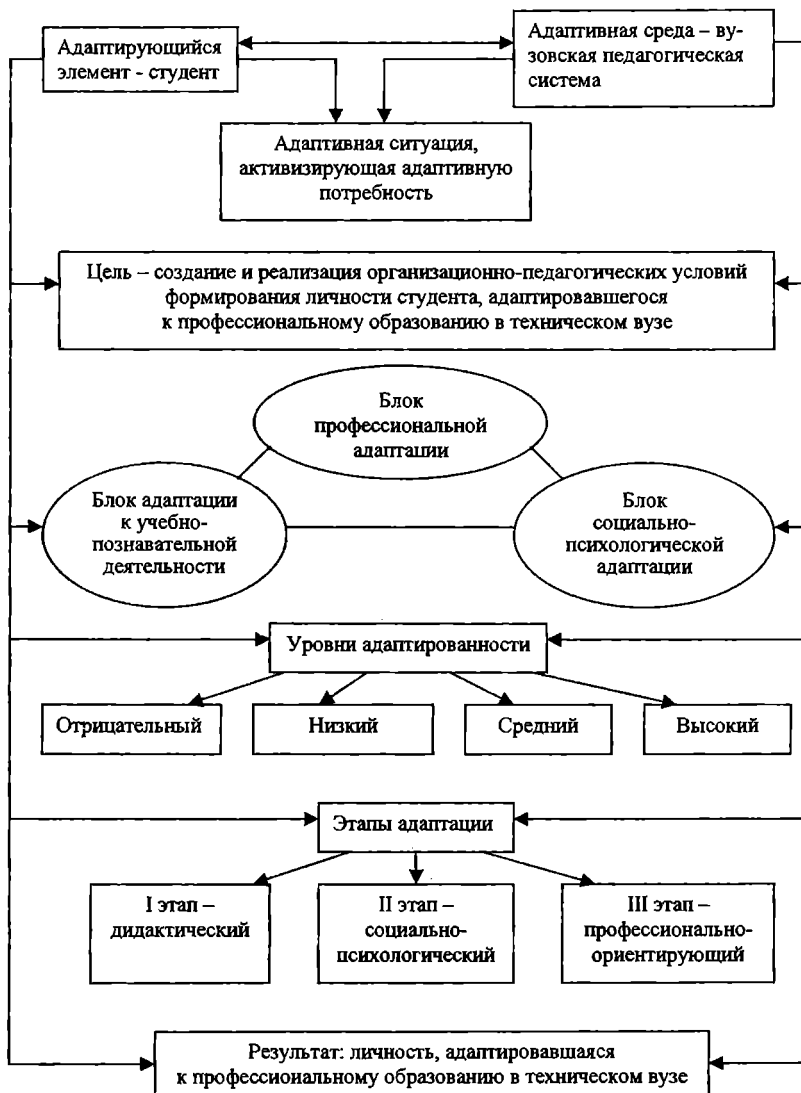 Адаптирующийся
элемент - студент
Адаптивная среда – ву-
зовская педагогическая
система
Адаптивная ситуация,
активизирующая адаптивную
потребность
Цель – создание и реализация организационно-педагогических условий
формирования личности студента, адаптировавшегося
к профессиональному образованию в техническом вузе
Блок
профессиональной
адаптации
Блок адаптации
к учебно-
познавательной
деятельности
Блок
социально-
психологической
адаптации
Уровни адаптированности
Отрицательный
Низкий
Средний
Высокий
Этапы адаптации
I этап –
дидактический
II этап –
социально-
психологический
III этап –
профессионально-
ориентирующий
Результат: личность, адаптировавшаяся
к профессиональному образованию в техническом вузе